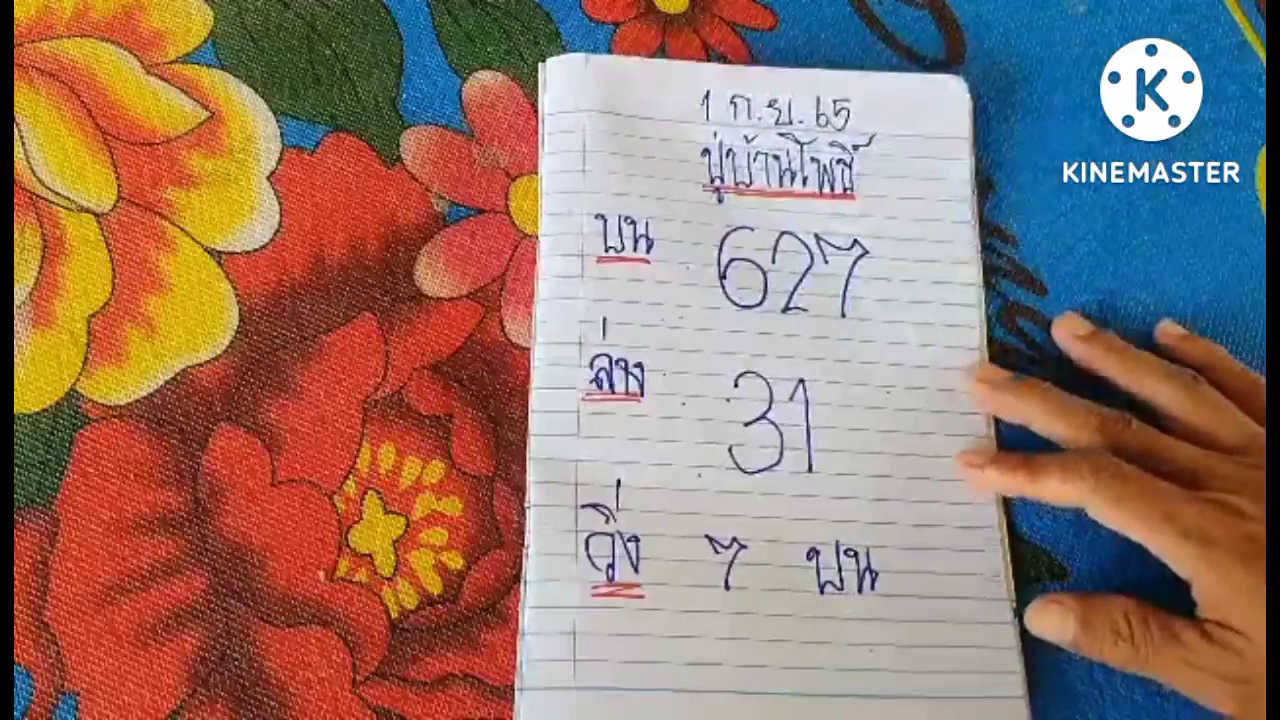 1 ก.ย. 65
ปู่บ้านโพธิ์
บน 627
ล่าง 31
วิ่ง 7 บน
K
KINEMASTER